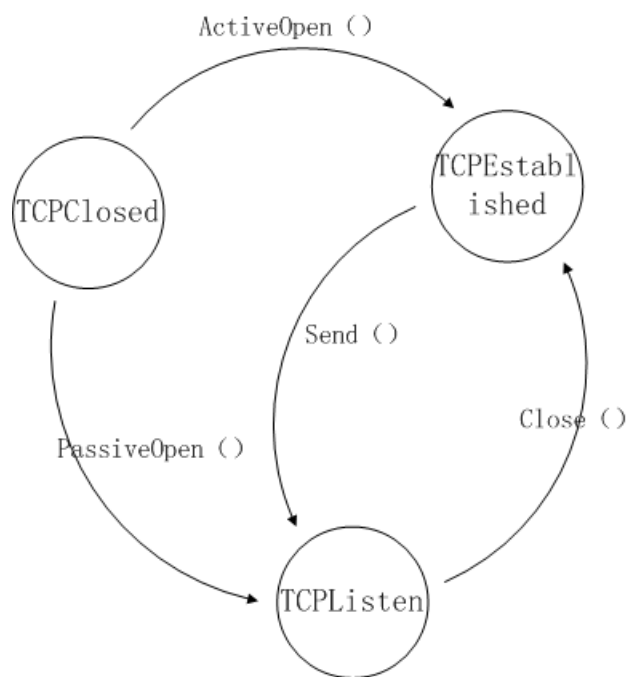 ActiveOpen（）
TCPEstabl
ished
TCPClosed
Send（）
Close（）
PassiveOpen（）
TCPListen